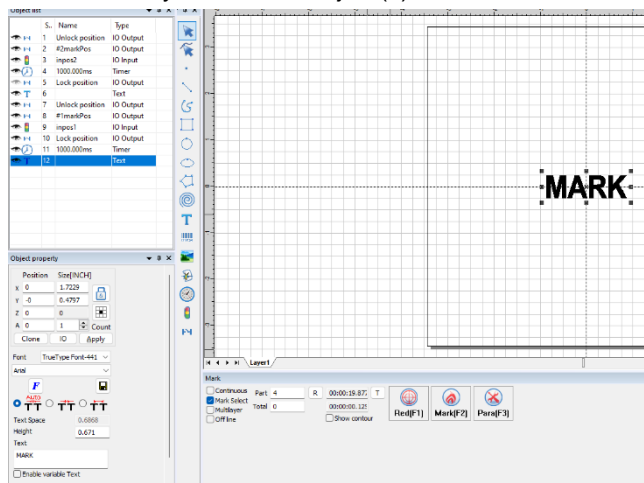 Object list
S.. Name Type
1 Unlock position IO Output
2 #2markPos IO Output
3 inpos2 IO Input
4 1000.000ms Timer
5 Lock position IO Output
6 Text
7 Unlock position IO Output
8 #1markPos IO Output
9 inpos1 IO Input
10 Lock position IO Output
11 1000.000ms Timer
12 Text
MARK
Object property
Position Size[INCH]
X 0 1.7229
Y -0 0.4797
Z 0 0
A 0 1 Count
Clone IO Apply
Font TrueType Font-441
Arial
F
AUTO
Text Space 0.6868
Height 0.671
Text
MARK
Enable variable Text
Layer1
Mark
Continuous Part 4 R 00:00:19.877 T
Mark Select
Multilayer Total 0 00:00:00.125
Offline Show contour
Red(F1) Mark(F2) Para(F3)